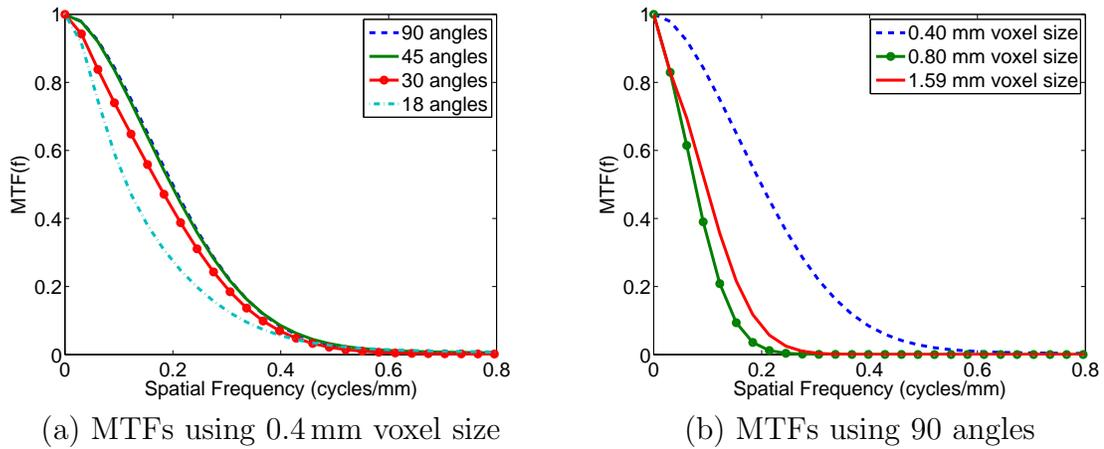 1
0.8
0.6
0.4
0.2
0
MTF(f)
0 0.2 0.4 0.6 0.8
Spatial Frequency (cycles/mm)
90 angles
45 angles
30 angles
18 angles
(a) MTFs using 0.4 mm voxel size
1
0.8
0.6
0.4
0.2
0
MTF(f)
0 0.2 0.4 0.6 0.8
Spatial Frequency (cycles/mm)
0.40 mm voxel size
0.80 mm voxel size
1.59 mm voxel size
(b) MTFs using 90 angles